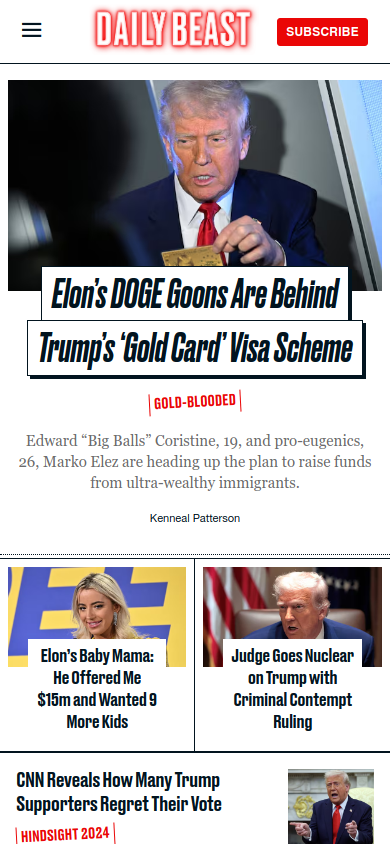 DAILY BEAST
SUBSCRIBE
Elon's DOGE Goons Are Behind
Trump's 'Gold Card' Visa Scheme
GOLD-BLOODED
Edward “Big Balls” Coristine, 19, and pro-eugenics,
26, Marko Elez are heading up the plan to raise funds
from ultra-wealthy immigrants.
Kenneal Patterson
Elon's Baby Mama:
He Offered Me
$15m and Wanted 9
More Kids
Judge Goes Nuclear
on Trump with
Criminal Contempt
Ruling
CNN Reveals How Many Trump
Supporters Regret Their Vote
HINDSIGHT 2024